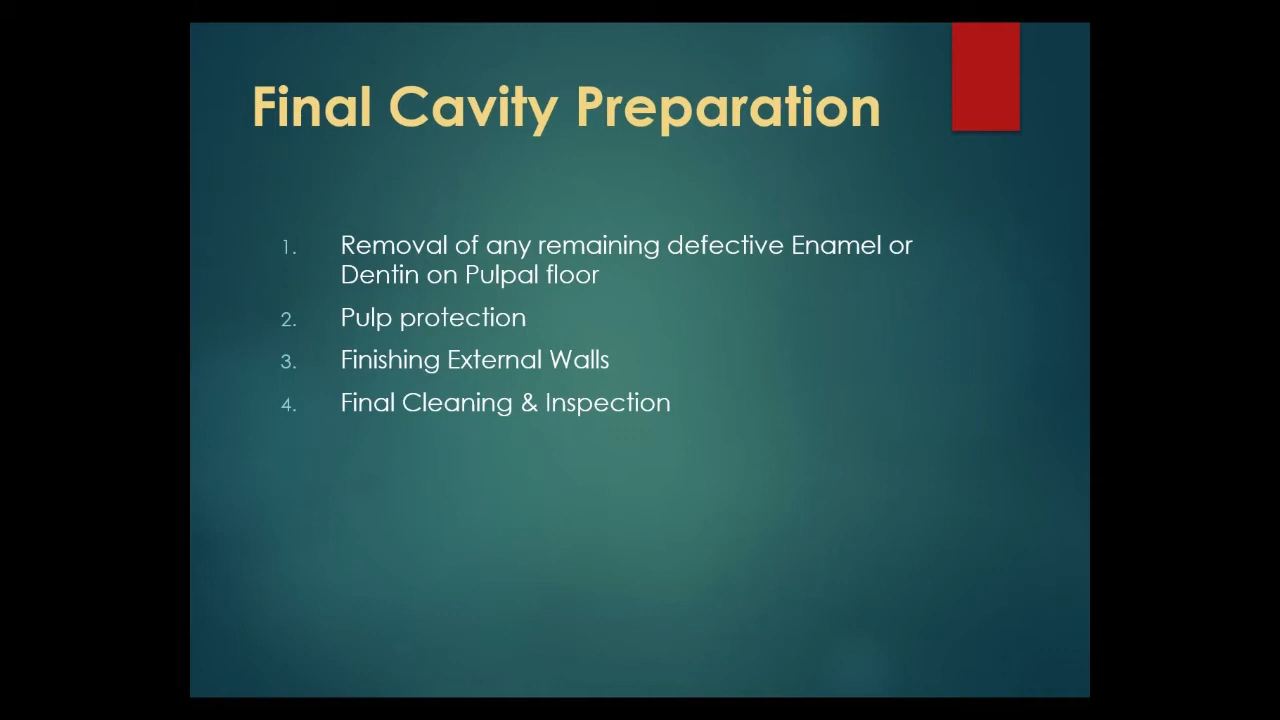 Final Cavity Preparation
1. Removal of any remaining defective Enamel or
Dentin on Pulpal floor
2. Pulp protection
3. Finishing External Walls
4. Final Cleaning & Inspection